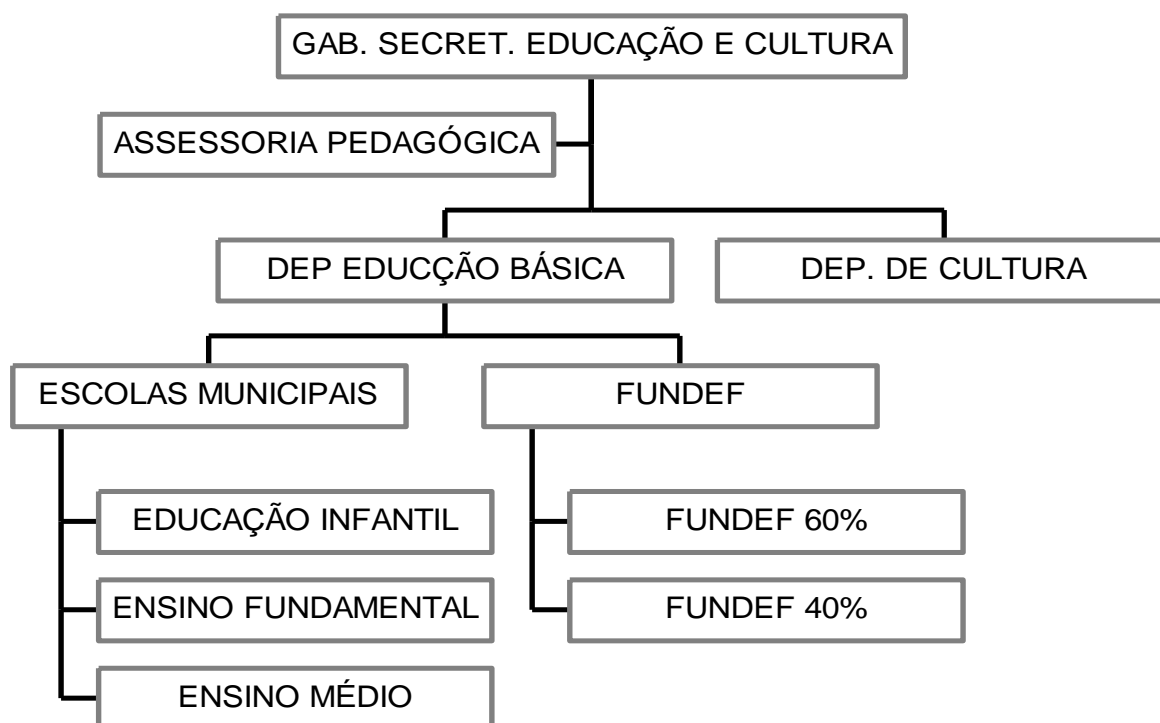 GAB. SECRET. EDUCAÇÃO E CULTURA
ASSESSORIA PEDAGÓGICA
DEP EDUCÇÃO BÁSICA
DEP. DE CULTURA
ESCOLAS MUNICIPAIS
FUNDEF
EDUCAÇÃO INFANTIL
FUNDEF 60%
ENSINO FUNDAMENTAL
FUNDEF 40%
ENSINO MÉDIO